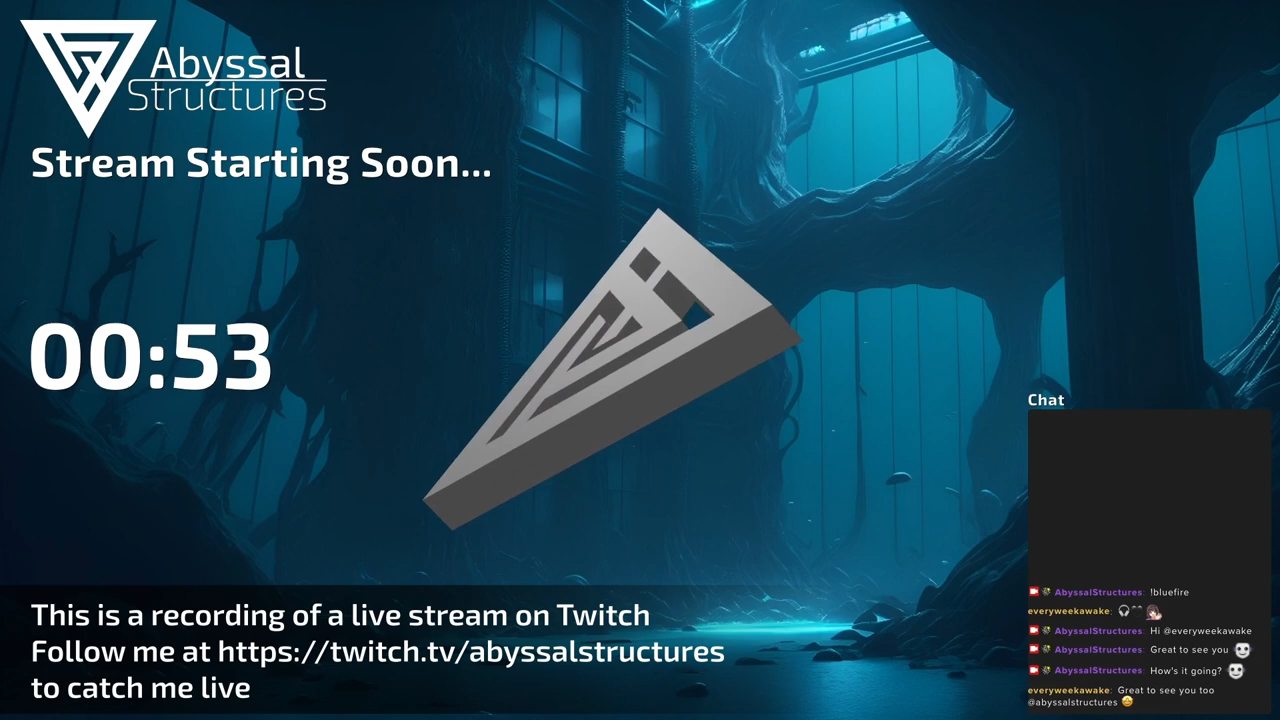 Abyssal
Structures
Stream Starting Soon...
00:53
Chat
AbyssalStructures: !bluefire
everyweekawake:
AbyssalStructures: Hi @everyweekawake
AbyssalStructures: Great to see you
AbyssalStructures: How's it going?
everyweekawake: Great to see you too
@abyssalstructures
This is a recording of a live stream on Twitch
Follow me at https://twitch.tv/abyssalstructures
to catch me live